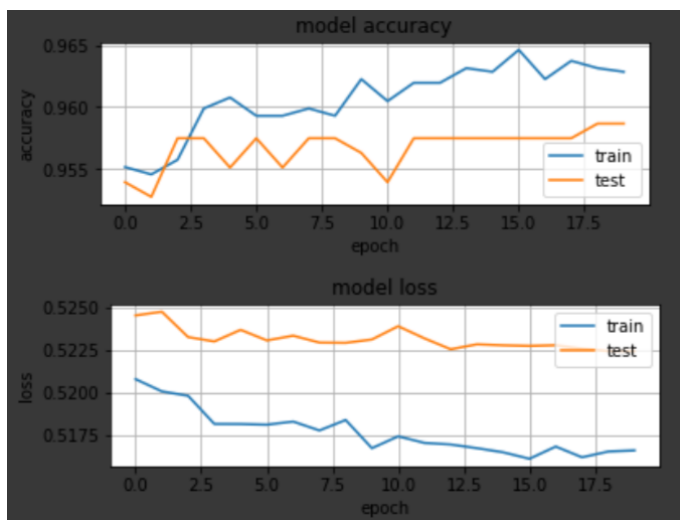 model accuracy
0.965
0.960
0.955
accuracy
train
test
0.0 2.5 5.0 7.5 10.0 12.5 15.0 17.5
epoch
model loss
0.5250
0.5225
0.5200
0.5175
loss
train
test
0.0 2.5 5.0 7.5 10.0 12.5 15.0 17.5
epoch